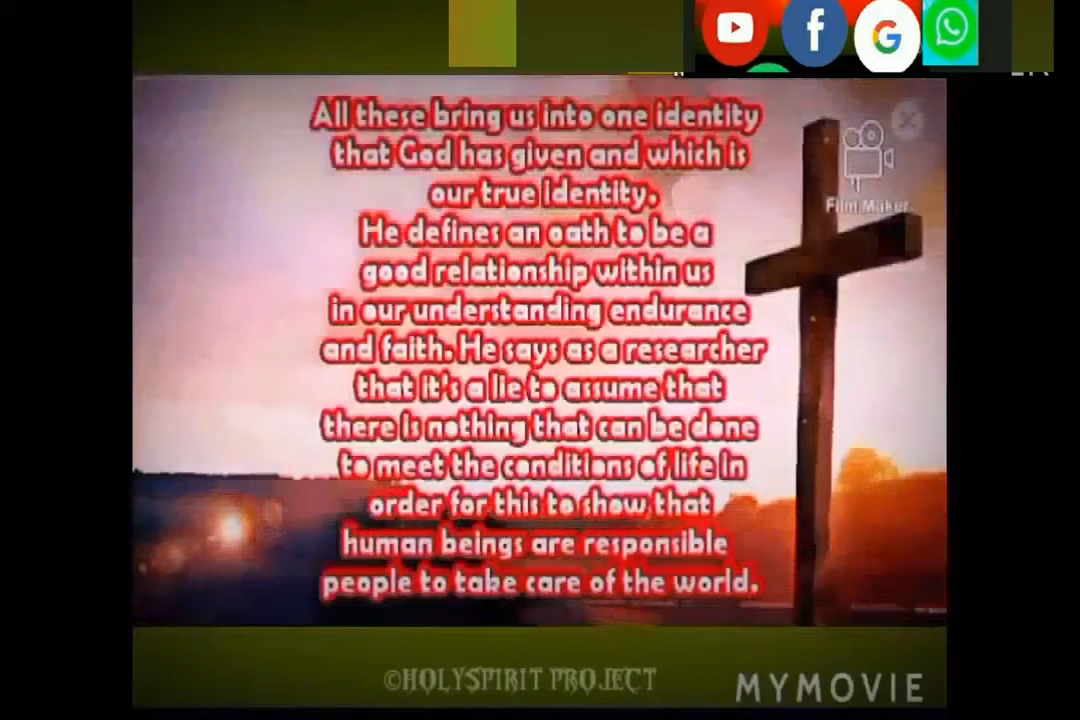 All these bring us into one identity
that God has given and which is
our true identity.
He defines an oath to be a
good relationship within us
in our understanding endurance
and faith. He says as a researcher
that it's a lie to assume that
there is nothing that can be done
to meet the conditions of life in
order for this to show that
human beings are responsible
people to take care of the world.
Film Maker
©HOLYSPIRIT PROJECT
MYMOVIE